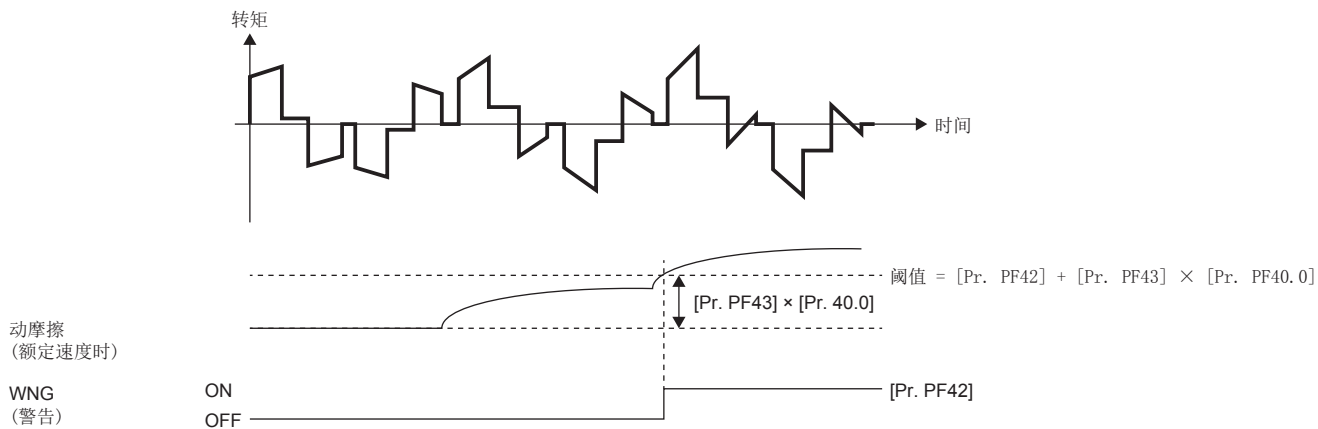 转矩
时间
阈值 = [Pr. PF42] + [Pr. PF43] × [Pr. PF40.0]
[Pr. PF43] × [Pr. 40.0]
动摩擦
(额定速度时)
WNG
(警告)
ON
OFF
[Pr. PF42]